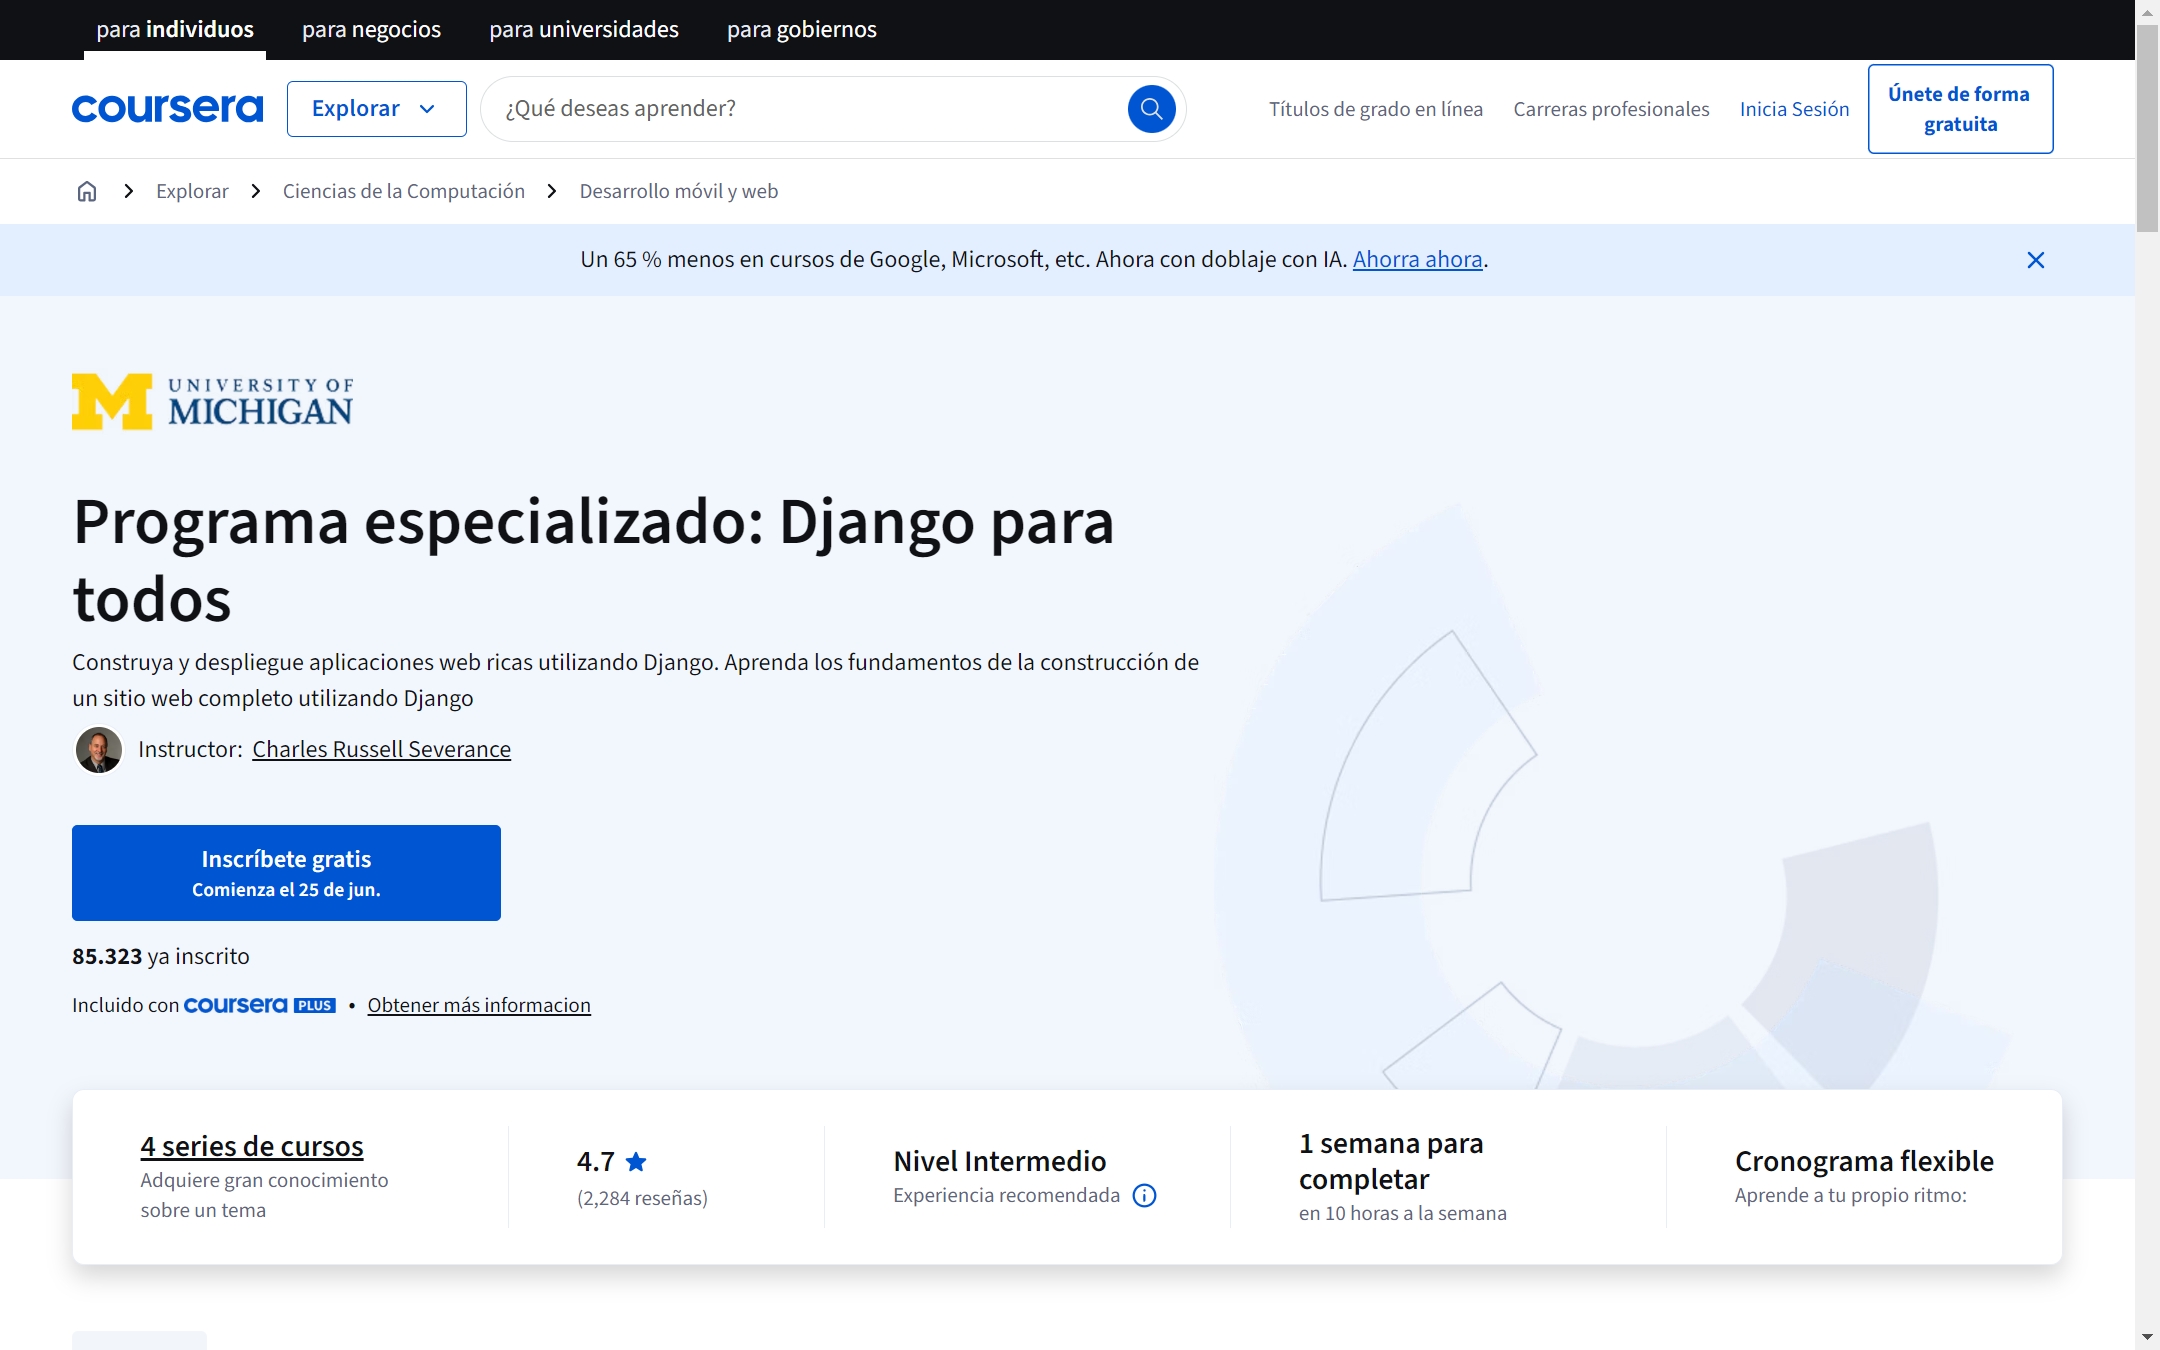 para individuos
para negocios
para universidades
para gobiernos
coursera
Explorar
¿Qué deseas aprender?
Títulos de grado en línea
Carreras profesionales
Inicia Sesión
Únete de forma
gratuita
Explorar
Ciencias de la Computación
Desarrollo móvil y web
Un 65 % menos en cursos de Google, Microsoft, etc. Ahora con doblaje con IA. Ahorra ahora.
UNIVERSITY OF
MICHIGAN
Programa especializado: Django para
todos
Construya y despliegue aplicaciones web ricas utilizando Django. Aprenda los fundamentos de la construcción de
un sitio web completo utilizando Django
Instructor: Charles Russell Severance
Inscríbete gratis
Comienza el 25 de jun.
85.323 ya inscrito
Incluido con coursera PLUS • Obtener más informacion
4 series de cursos
Adquiere gran conocimiento
sobre un tema
4.7
(2,284 reseñas)
Nivel Intermedio
Experiencia recomendada
1 semana para
completar
en 10 horas a la semana
Cronograma flexible
Aprende a tu propio ritmo: